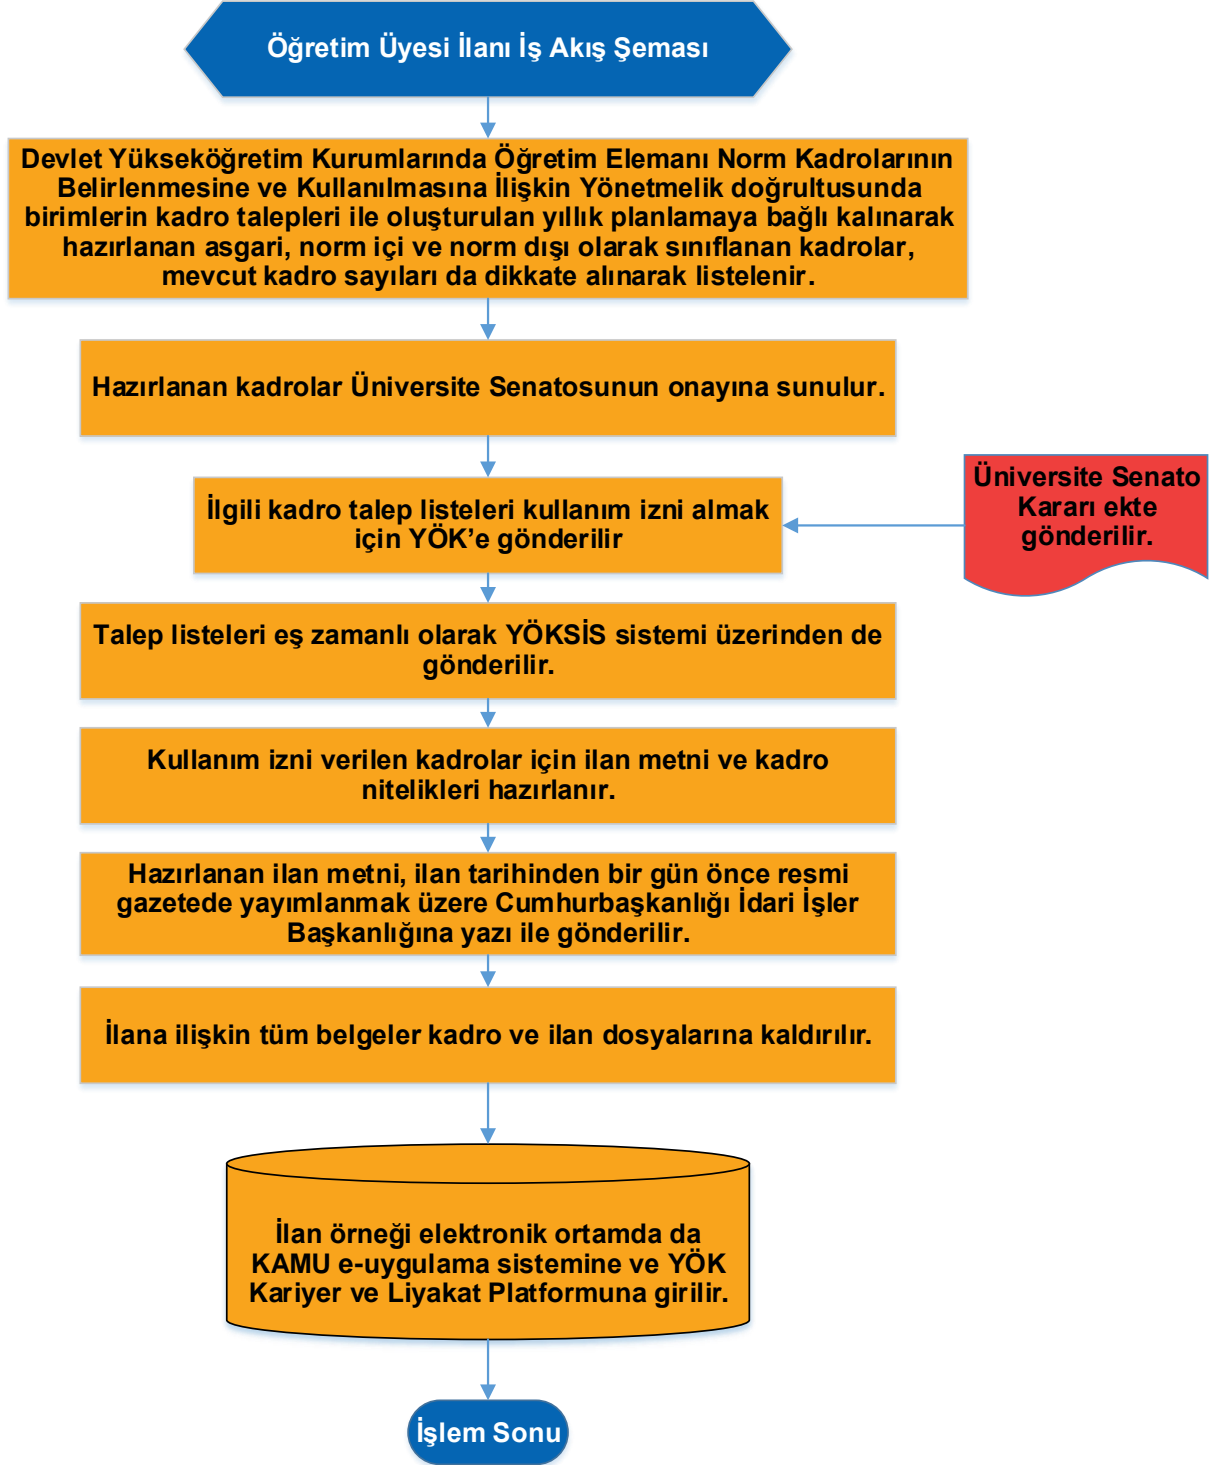 Öğretim Üyesi İlanı İş Akış Şeması
Devlet Yükseköğretim Kurumlarında Öğretim Elemanı Norm Kadrolarının
Belirlenmesine ve Kullanılmasına İlişkin Yönetmelik doğrultusunda
birimlerin kadro talepleri ile oluşturulan yıllık planlamaya bağlı kalınarak
hazırlanan asgari, norm içi ve norm dışı olarak sınıflanan kadrolar,
mevcut kadro sayıları da dikkate alınarak listelenir.
Hazırlanan kadrolar Üniversite Senatosunun onayına sunulur.
İlgili kadro talep listeleri kullanım izni almak
için YÖK’e gönderilir
Üniversite Senato
Kararı ekte
gönderilir.
Talep listeleri eş zamanlı olarak YÖKSİS sistemi üzerinden de
gönderilir.
Kullanım izni verilen kadrolar için ilan metni ve kadro
nitelikleri hazırlanır.
Hazırlanan ilan metni, ilan tarihinden bir gün önce resmi
gazetede yayımlanmak üzere Cumhurbaşkanlığı İdari İşler
Başkanlığına yazı ile gönderilir.
İlana ilişkin tüm belgeler kadro ve ilan dosyalarına kaldırılır.
İlan örneği elektronik ortamda da
KAMU e-uygulama sistemine ve YÖK
Kariyer ve Liyakat Platformuna girilir.
İşlem Sonu